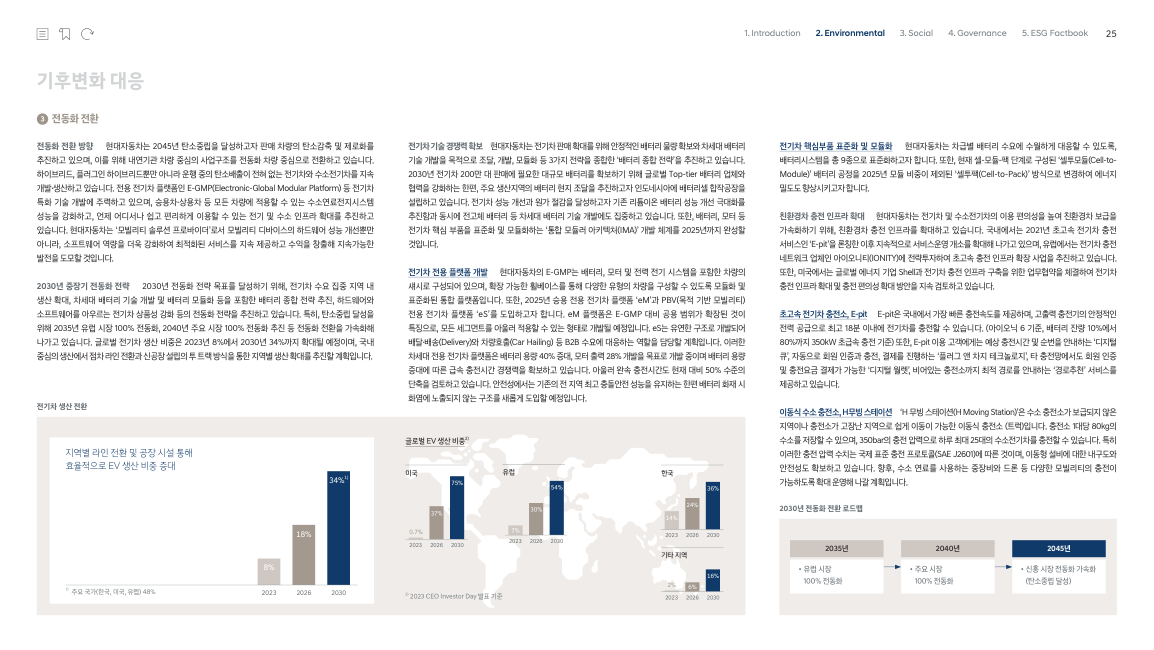 1. Introduction 2. Environmental 3. Social 4. Governance 5. ESG Factbook 25
기후변화 대응
3 전동화 전환
전동화 전환 방향 현대자동차는 2045년 탄소중립을 달성하고자 판매 차량의 탄소감축 및 제로화를
추진하고 있으며, 이를 위해 내연기관 차량 중심의 사업구조를 전동화 차량 중심으로 전환하고 있습니다.
하이브리드, 플러그인 하이브리드뿐만 아니라 운행 중의 탄소배출이 전혀 없는 전기차와 수소전기차를 지속
개발·생산하고 있습니다. 전용 전기차 플랫폼인 E-GMP(Electronic-Global Modular Platform) 등 전기차
특화 기술 개발에 주력하고 있으며, 승용차·상용차 등 모든 차량에 적용할 수 있는 수소연료전지시스템
성능을 강화하고, 언제 어디서나 쉽고 편리하게 이용할 수 있는 전기 및 수소 인프라 확대를 추진하고
있습니다. 현대자동차는 '모빌리티 솔루션 프로바이더'로서 모빌리티 디바이스의 하드웨어 성능 개선뿐만
아니라, 소프트웨어 역량을 더욱 강화하여 최적화된 서비스를 지속 제공하고 수익을 창출해 지속가능한
발전을 도모할 것입니다.
2030년 중장기 전동화 전략 2030년 전동화 전략 목표를 달성하기 위해, 전기차 수요 집중 지역 내
생산 확대, 차세대 배터리 기술 개발 및 배터리 모듈화 등을 포함한 배터리 종합 전략 추진, 하드웨어와
소프트웨어를 아우르는 전기차 상품성 강화 등의 전동화 전략을 추진하고 있습니다. 특히, 탄소중립 달성을
위해 2035년 유럽 시장 100% 전동화, 2040년 주요 시장 100% 전동화 추진 등 전동화 전환을 가속화해
나가고 있습니다. 글로벌 전기차 생산 비중은 2023년 8%에서 2030년 34%까지 확대될 예정이며, 국내
중심의 생산에서 점차 라인 전환과 신공장 설립의 투 트랙 방식을 통한 지역별 생산 확대를 추진할 계획입니다.
전기차 기술 경쟁력 확보 현대자동차는 전기차 판매 확대를 위해 안정적인 배터리 물량 확보와 차세대 배터리
기술 개발을 목적으로 조달, 개발, 모듈화 등 3가지 전략을 종합한 '배터리 종합 전략'을 추진하고 있습니다.
2030년 전기차 200만 대 판매에 필요한 대규모 배터리를 확보하기 위해 글로벌 Top-tier 배터리 업체와
협력을 강화하는 한편, 주요 생산지역의 배터리 현지 조달을 추진하고자 인도네시아에 배터리셀 합작공장을
설립하고 있습니다. 전기차 성능 개선과 원가 절감을 달성하고자 기존 리튬이온 배터리 성능 개선 극대화를
추진함과 동시에 전고체 배터리 등 차세대 배터리 기술 개발에도 집중하고 있습니다. 또한, 배터리, 모터 등
전기차 핵심 부품을 표준화 및 모듈화하는 '통합 모듈러 아키텍처(IMA)' 개발 체계를 2025년까지 완성할
것입니다.
전기차 전용 플랫폼 개발 현대자동차의 E-GMP는 배터리, 모터 및 전력 전기 시스템을 포함한 차량의
섀시로 구성되어 있으며, 확장 가능한 휠베이스를 통해 다양한 유형의 차량을 구성할 수 있도록 모듈화 및
표준화된 통합 플랫폼입니다. 또한, 2025년 승용 전용 전기차 플랫폼 'eM'과 PBV(목적 기반 모빌리티)
전용 전기차 플랫폼 'eS'를 도입하고자 합니다. eM 플랫폼은 E-GMP 대비 공용 범위가 확장된 것이
특징으로, 모든 세그먼트를 아울러 적용할 수 있는 형태로 개발될 예정입니다. eS는 유연한 구조로 개발되어
배달·배송(Delivery)와 차량호출(Car Hailing) 등 B2B 수요에 대응하는 역할을 담당할 계획입니다. 이러한
차세대 전용 전기차 플랫폼은 배터리 용량 40% 증대, 모터 출력 28% 개발을 목표로 개발 중이며 배터리 용량
증대에 따른 급속 충전시간 경쟁력을 확보하고 있습니다. 아울러 완속 충전시간도 현재 대비 50% 수준의
단축을 검토하고 있습니다. 안전성에서는 기존의 전 지역 최고 충돌안전 성능을 유지하는 한편 배터리 화재 시
화염에 노출되지 않는 구조를 새롭게 도입할 예정입니다.
전기차 핵심부품 표준화 및 모듈화 현대자동차는 차급별 배터리 수요에 수월하게 대응할 수 있도록,
배터리시스템을 총 9종으로 표준화하고자 합니다. 또한, 현재 셀-모듈-팩 단계로 구성된 '셀투모듈(Cell-to-
Module)' 배터리 공정을 2025년 모듈 비중이 제외된 '셀투팩(Cell-to-Pack)' 방식으로 변경하여 에너지
밀도도 향상시키고자 합니다.
친환경차 충전 인프라 확대 현대자동차는 전기차 및 수소전기차의 이용 편의성을 높여 친환경차 보급을
가속화하기 위해, 친환경차 충전 인프라를 확대하고 있습니다. 국내에서는 2021년 초고속 전기차 충전
서비스인 'E-pit'을 론칭한 이후 지속적으로 서비스운영 개소를 확대해 나가고 있으며, 유럽에서는 전기차 충전
네트워크 업체인 아이오니티(IONITY)에 전략투자하여 초고속 충전 인프라 확장 사업을 추진하고 있습니다.
또한, 미국에서는 글로벌 에너지 기업 Shell과 전기차 충전 인프라 구축을 위한 업무협약을 체결하여 전기차
충전 인프라 확대 및 충전 편의성 확대 방안을 지속 검토하고 있습니다.
초고속 전기차 충전소, E-pit E-pit은 국내에서 가장 빠른 충전속도를 제공하며, 고출력 충전기의 안정적인
전력 공급으로 최고 18분 이내에 전기차를 충전할 수 있습니다. (아이오닉 6 기준, 배터리 잔량 10%에서
80%까지 350kW 초급속 충전 기준) 또한, E-pit 이용 고객에게는 예상 충전시간 및 순번을 안내하는 '디지털
큐', 자동으로 회원 인증과 충전, 결제를 진행하는 '플러그 앤 차지 테크놀로지', 타 충전망에서도 회원 인증
및 충전요금 결제가 가능한 '디지털 월렛', 비어있는 충전소까지 최적 경로를 안내하는 '경로추천' 서비스를
제공하고 있습니다.
이동식 수소 충전소, H무빙 스테이션 'H 무빙 스테이션(H Moving Station)'은 수소 충전소가 보급되지 않은
지역이나 충전소가 고장난 지역으로 쉽게 이동이 가능한 이동식 충전소 (트럭)입니다. 충전소 1대당 80kg의
수소를 저장할 수 있으며, 350bar의 충전 압력으로 하루 최대 25대의 수소전기차를 충전할 수 있습니다. 특히
이러한 충전 압력 수치는 국제 표준 충전 프로토콜(SAE J2601)에 따른 것이며, 이동형 설비에 대한 내구도와
안전성도 확보하고 있습니다. 향후, 수소 연료를 사용하는 중장비와 드론 등 다양한 모빌리티의 충전이
가능하도록 확대 운영해 나갈 계획입니다.
전기차 생산 전환
지역별 라인 전환 및 공장 시설 통해
효율적으로 EV 생산 비중 증대
8% 18% 34%1)
2023 2026 2030
1) 주요 국가(한국, 미국, 유럽) 48%
글로벌 EV 생산 비중2)
미국
0.7% 37% 75%
2023 2026 2030
유럽
7% 30% 54%
2023 2026 2030
한국
14% 24% 36%
2023 2026 2030
기타 지역
2% 6% 16%
2023 2026 2030
2) 2023 CEO Investor Day 발표 기준
2030년 전동화 전환 로드맵
2035년 2040년 2045년
• 유럽 시장
100% 전동화
• 주요 시장
100% 전동화
• 신흥 시장 전동화 가속화
(탄소중립 달성)